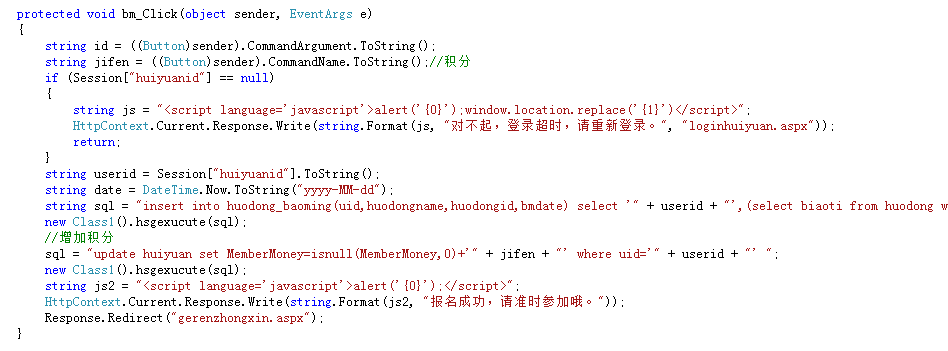 protected void bm_Click(object sender, EventArgs e)
{
string id = ((Button)sender).CommandArgument.ToString();
string jifen = ((Button)sender).CommandName.ToString();//积分
if (Session["huiyuanid"] == null)
{
string js = "<script language='javascript'>alert('{0}');window.location.replace('{1}')</script>";
HttpContext.Current.Response.Write(string.Format(js, "对不起，登录超时，请重新登录。", "loginhuiyuan.aspx"));
return;
}
string userid = Session["huiyuanid"].ToString();
string date = DateTime.Now.ToString("yyyy-MM-dd");
string sql = "insert into huodong_baoming(uid,huodongname,huodongid,bmdate) select '" + userid + "',(select biaoti from huodong w
new Class1().hsgexucute(sql);
//增加积分
sql = "update huiyuan set MemberMoney=isnull(MemberMoney,0)+'" + jifen + "' where uid='" + userid + "' ";
new Class1().hsgexucute(sql);
string js2 = "<script language='javascript'>alert('{0}');</script>";
HttpContext.Current.Response.Write(string.Format(js2, "报名成功，请准时参加哦。"));
Response.Redirect("gerenzhongxin.aspx");
}